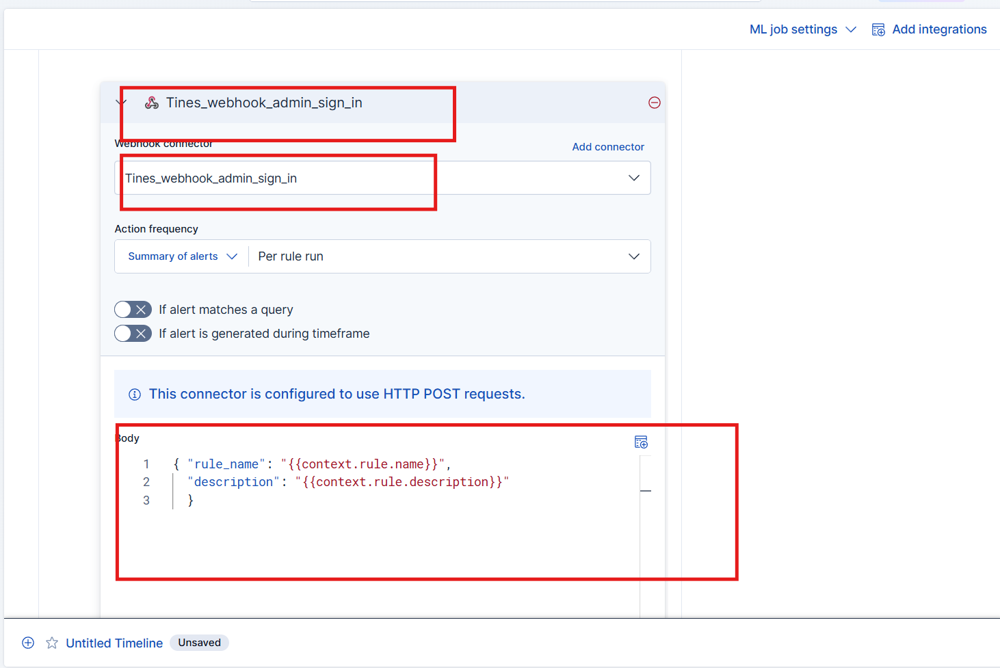 ML job settings
Add integrations
Tines_webhook_admin_sign_in
Webhook connector
Add connector
Tines_webhook_admin_sign_in
Action frequency
Summary of alerts
Per rule run
If alert matches a query
If alert is generated during timeframe
This connector is configured to use HTTP POST requests.
Body
1 { "rule_name": "{{context.rule.name}}",
2 "description": "{{context.rule.description}}"
3 }
Untitled Timeline Unsaved